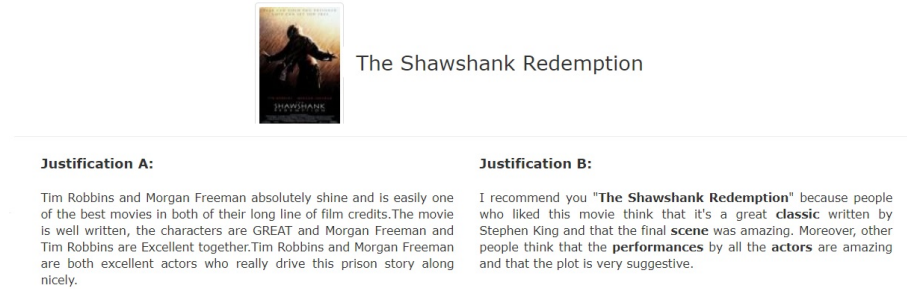 SHAWSHANK
REDEMPTION
The Shawshank Redemption
Justification A:
Tim Robbins and Morgan Freeman absolutely shine and is easily one
of the best movies in both of their long line of film credits.The movie
is well written, the characters are GREAT and Morgan Freeman and
Tim Robbins are Excellent together.Tim Robbins and Morgan Freeman
are both excellent actors who really drive this prison story along
nicely.
Justification B:
I recommend you "The Shawshank Redemption" because people
who liked this movie think that it's a great classic written by
Stephen King and that the final scene was amazing. Moreover, other
people think that the performances by all the actors are amazing
and that the plot is very suggestive.